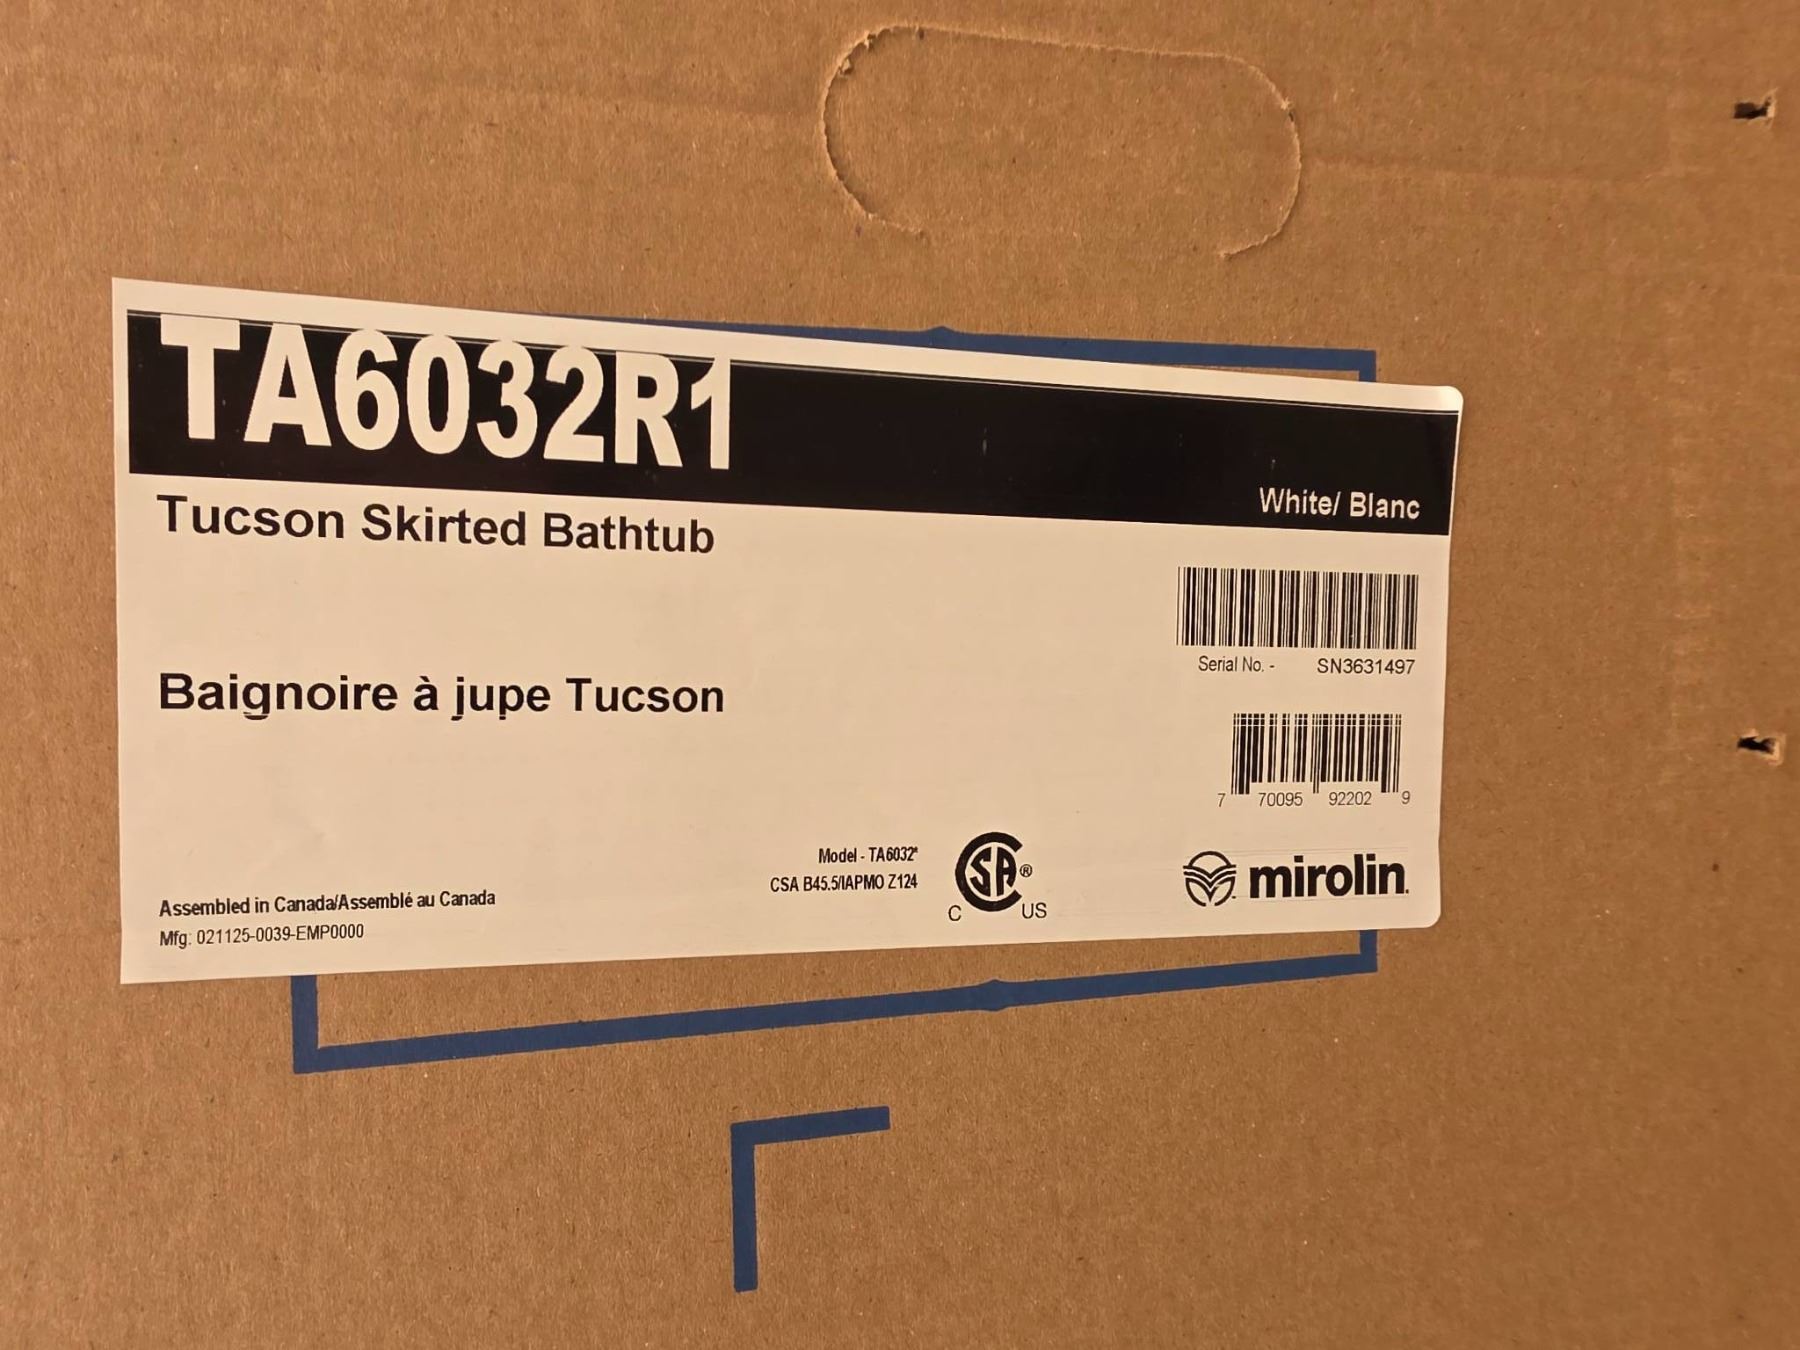 TA6032R1
White/ Blanc
Tucson Skirted Bathtub
Serial No. - SN3631497
Baignoire à jupe Tucson
7 70095 92202 9
Model - TA6032*
CSA B45.5/IAPMO Z124
CSA®
C US
mirolin.
Assembled in Canada/Assemblé au Canada
Mfg: 021125-0039-EMP0000